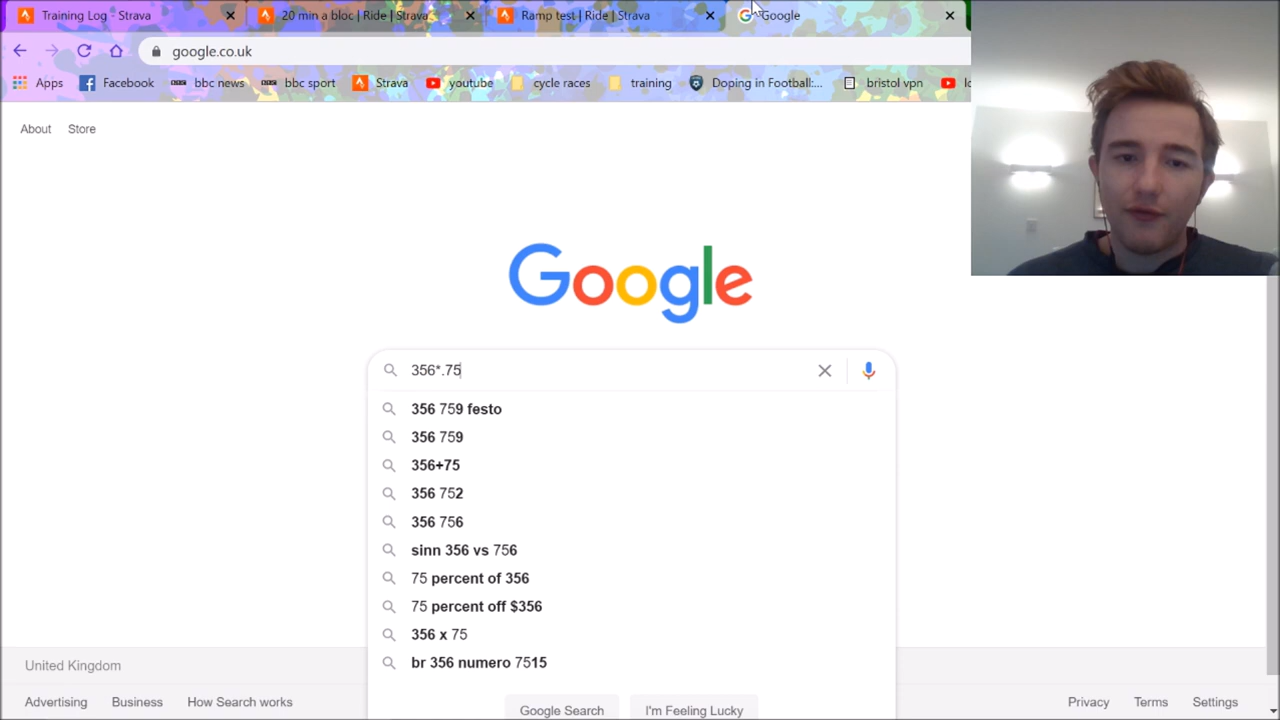 Training Log - Strava
20 min a bloc | Ride | Strava
Ramp test | Ride | Strava
Google
google.co.uk
Apps Facebook bbc news bbc sport Strava youtube cycle races training Doping in Football:... bristol vpn
About Store
Google
356*.75
356 759 festo
356 759
356+75
356 752
356 756
sinn 356 vs 756
75 percent of 356
75 percent off $356
356 x 75
br 356 numero 7515
United Kingdom
Advertising Business How Search works Google Search I'm Feeling Lucky Privacy Terms Settings